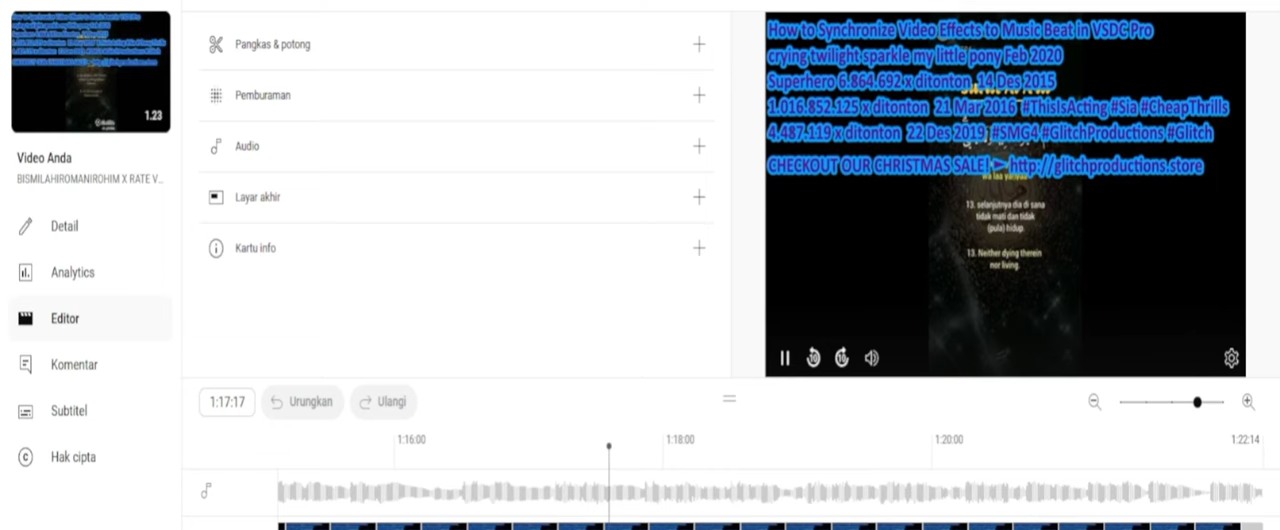 1.23
Video Anda
BISMILAHIROMANIROHIM X RATE V...
Detail
Analytics
Editor
Komentar
Subtitel
Hak cipta
Pangkas & potong
Pemburaman
Audio
Layar akhir
Kartu info
How to Synchronize Video Effects to Music Beat in VSDC Pro
crying twilight sparkle my little pony Feb 2020
Superhero 6.864.692 x ditonton 14 Des 2015
1.016.852.125 x ditonton 21 Mar 2016 #ThisIsActing #Sia #CheapThrills
4.487.119 x ditonton 22 Des 2019 #SMG4 #GlitchProductions #Glitch
CHECKOUT OUR CHRISTMAS SALE! ► http://glitchproductions.store
wa laa yahyaa
13. selanjutnya dia di sana
tidak mati dan tidak
(pula) hidup.
13. Neither dying therein
nor living.
10
10
1:17:17
Urungkan
Ulangi
1:16:00
1:18:00
1:20:00
1:22:14